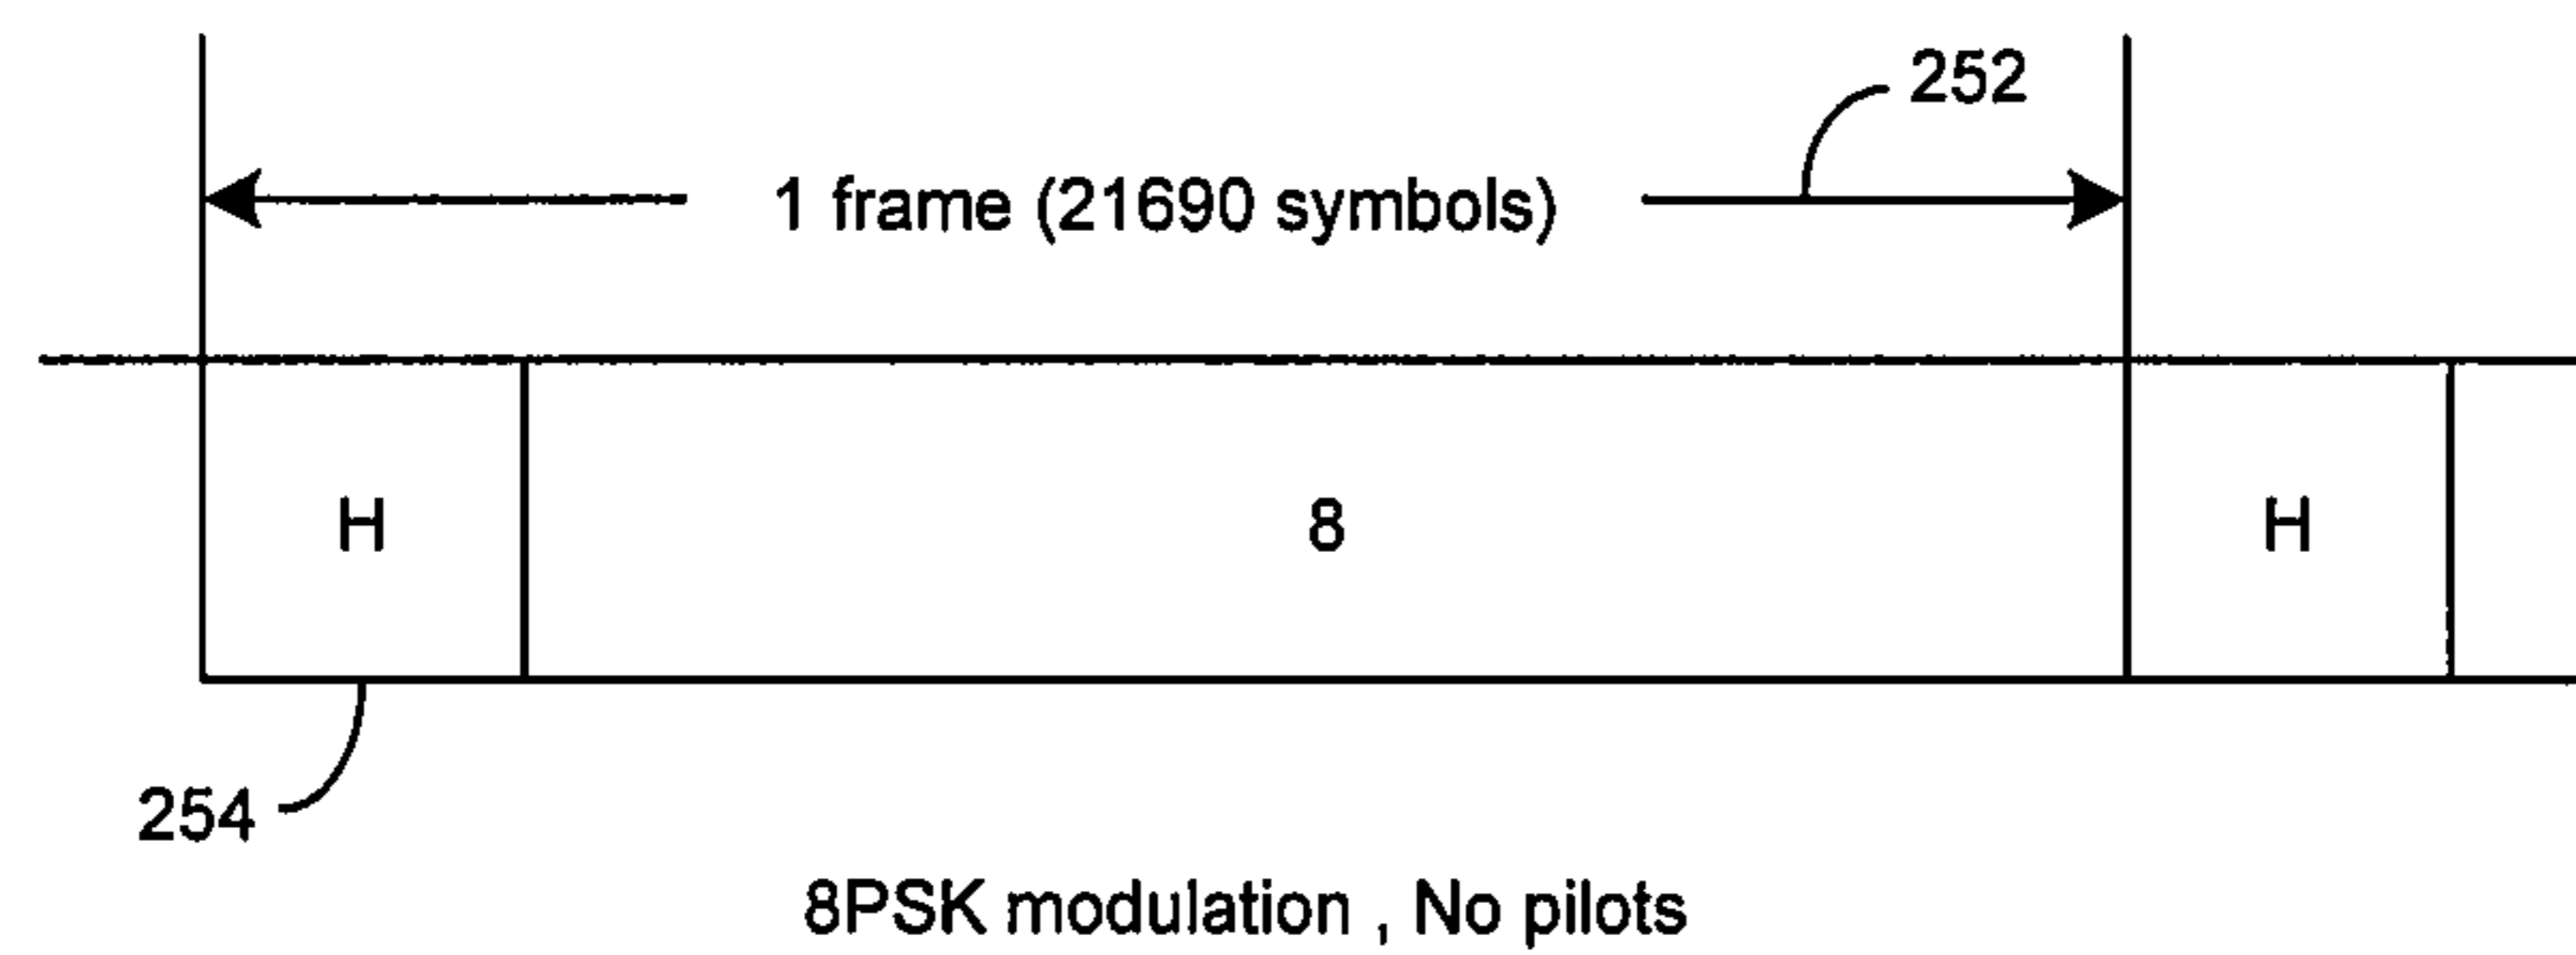 252
1 frame (21690 symbols)
H 8 H
254
8PSK modulation , No pilots